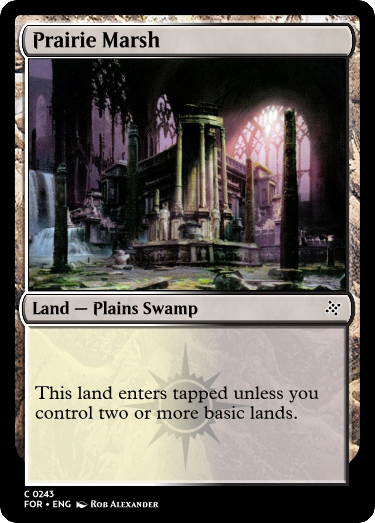 Prairie Marsh
Land — Plains Swamp
This land enters tapped unless you
control two or more basic lands.
C 0243
FOR • ENG Rob Alexander